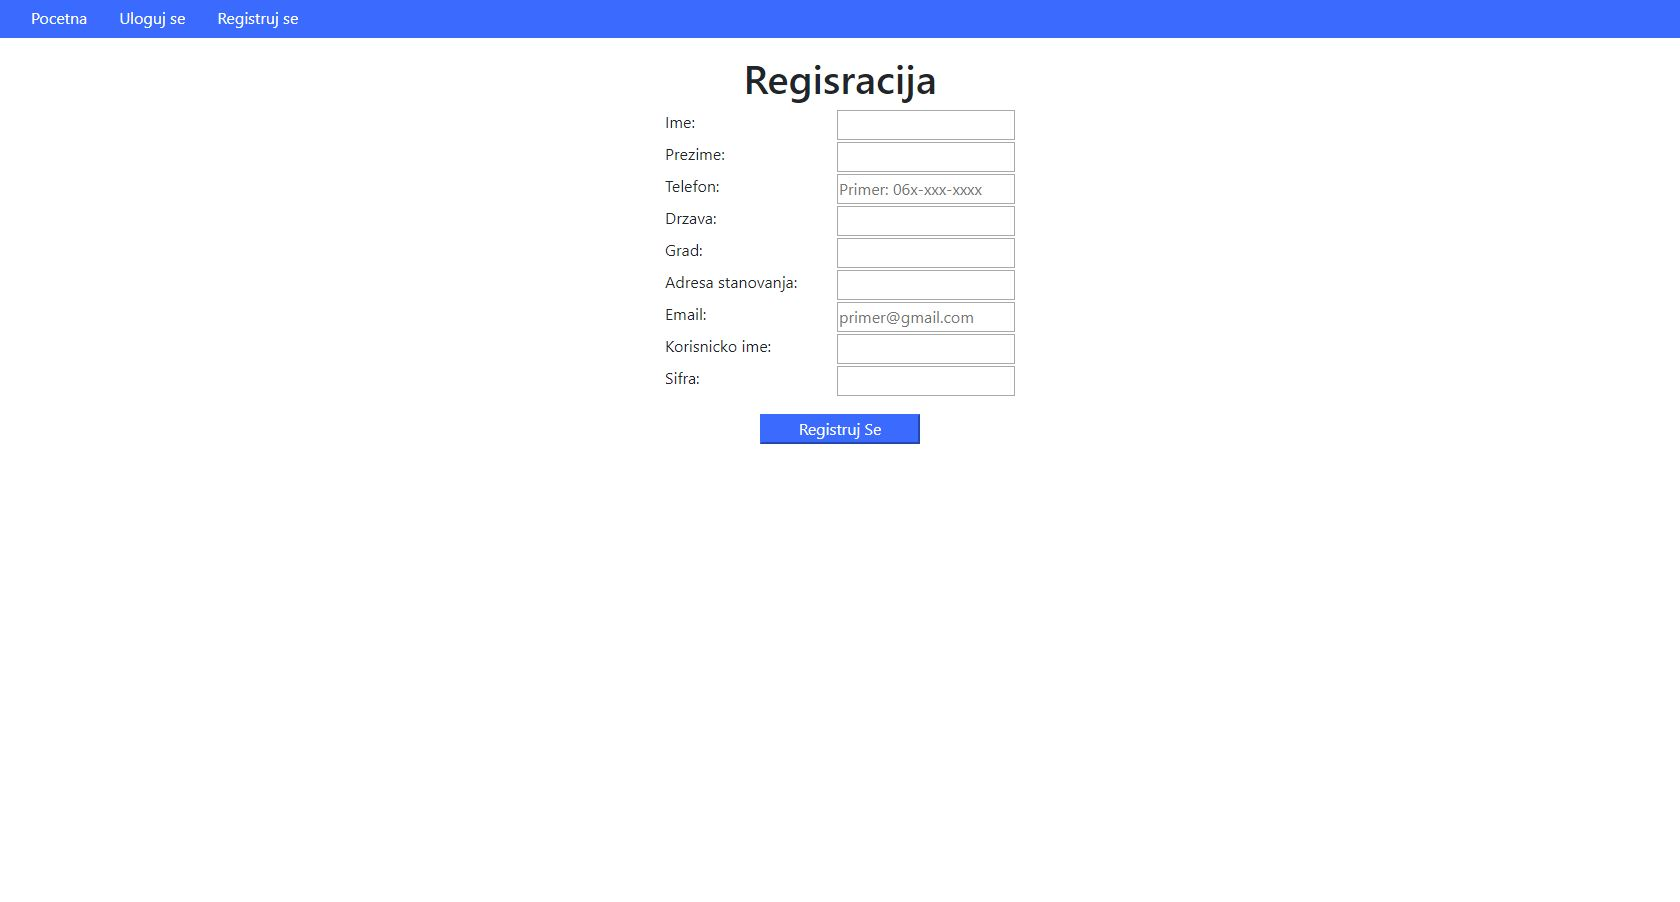 Pocetna Uloguj se Registruj se
Regisracija
Ime:
Prezime:
Telefon: Primer: 06x-xxx-xxxx
Drzava:
Grad:
Adresa stanovanja:
Email: primer@gmail.com
Korisnicko ime:
Sifra:
Registruj Se